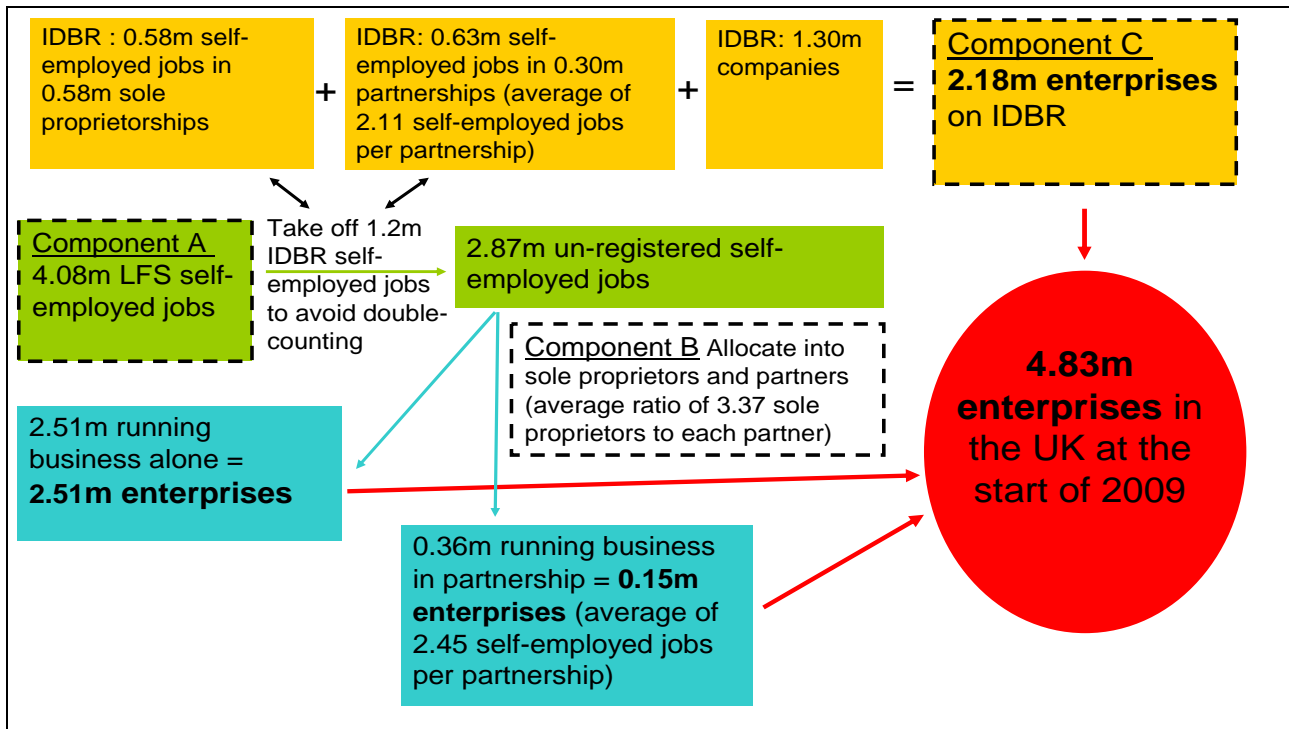 IDBR : 0.58m self-
employed jobs in
0.58m sole
proprietorships
+
IDBR: 0.63m self-
employed jobs in 0.30m
partnerships (average of
2.11 self-employed jobs
per partnership)
+
IDBR: 1.30m
companies
=
Component C
2.18m enterprises
on IDBR
Component A
4.08m LFS self-
employed jobs
Take off 1.2m
IDBR self-
employed jobs
to avoid double-
counting
2.87m un-registered self-
employed jobs
Component B Allocate into
sole proprietors and partners
(average ratio of 3.37 sole
proprietors to each partner)
2.51m running
business alone =
2.51m enterprises
0.36m running business
in partnership = 0.15m
enterprises (average of
2.45 self-employed jobs
per partnership)
4.83m
enterprises in
the UK at the
start of 2009